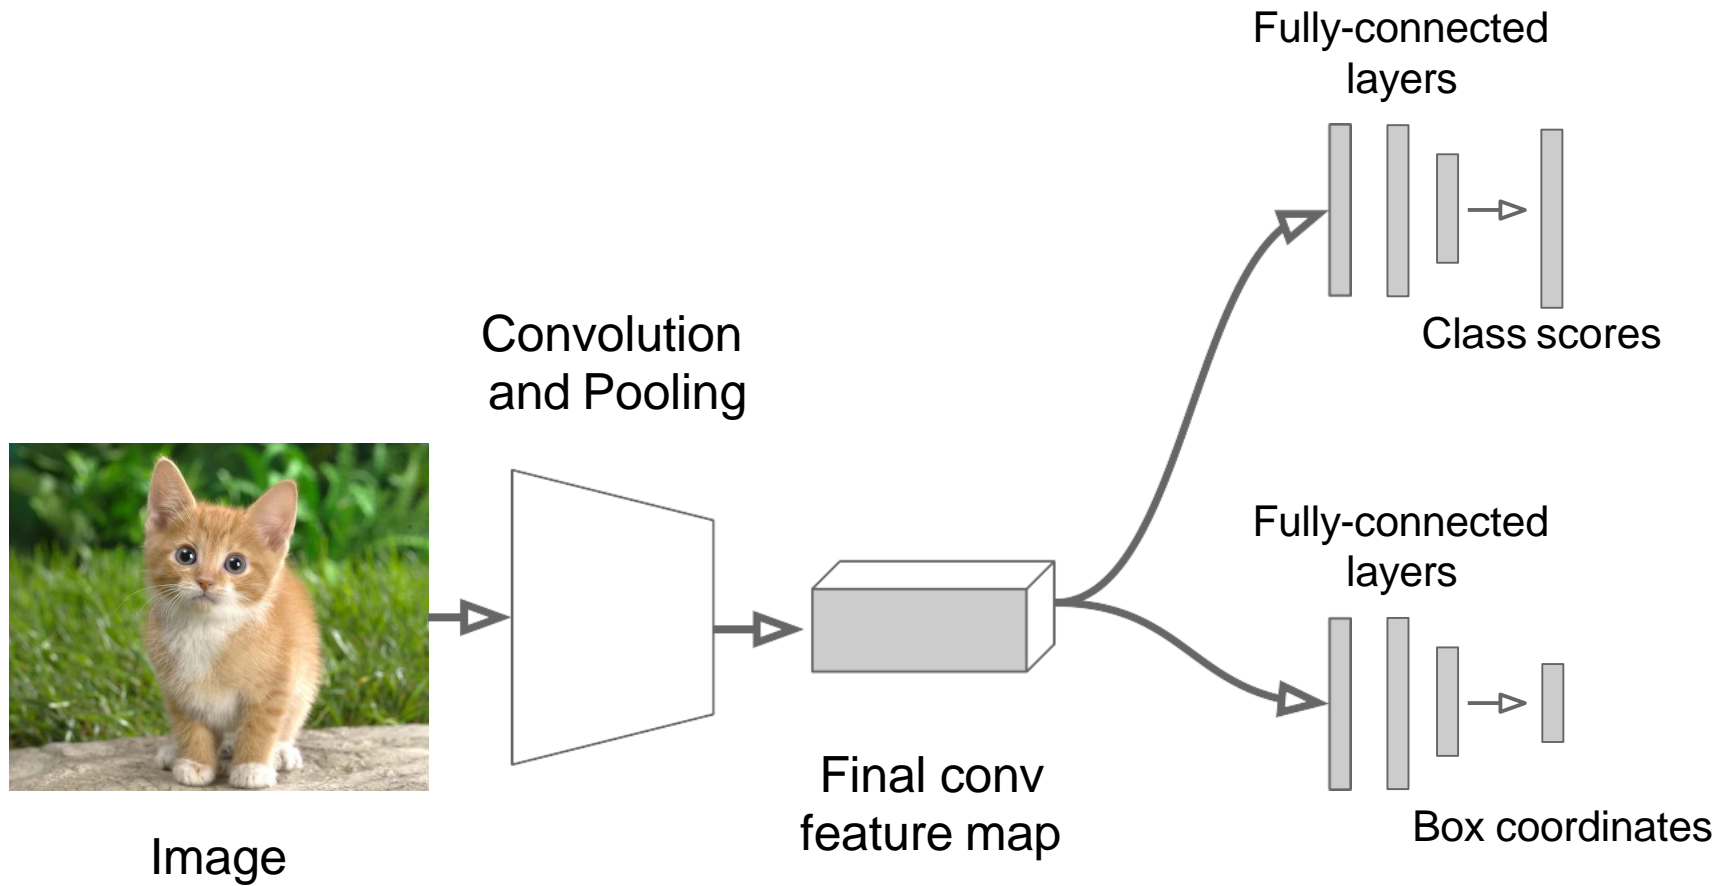 Fully-connected
layers
Class scores
Convolution
and Pooling
Fully-connected
layers
Box coordinates
Final conv
feature map
Image